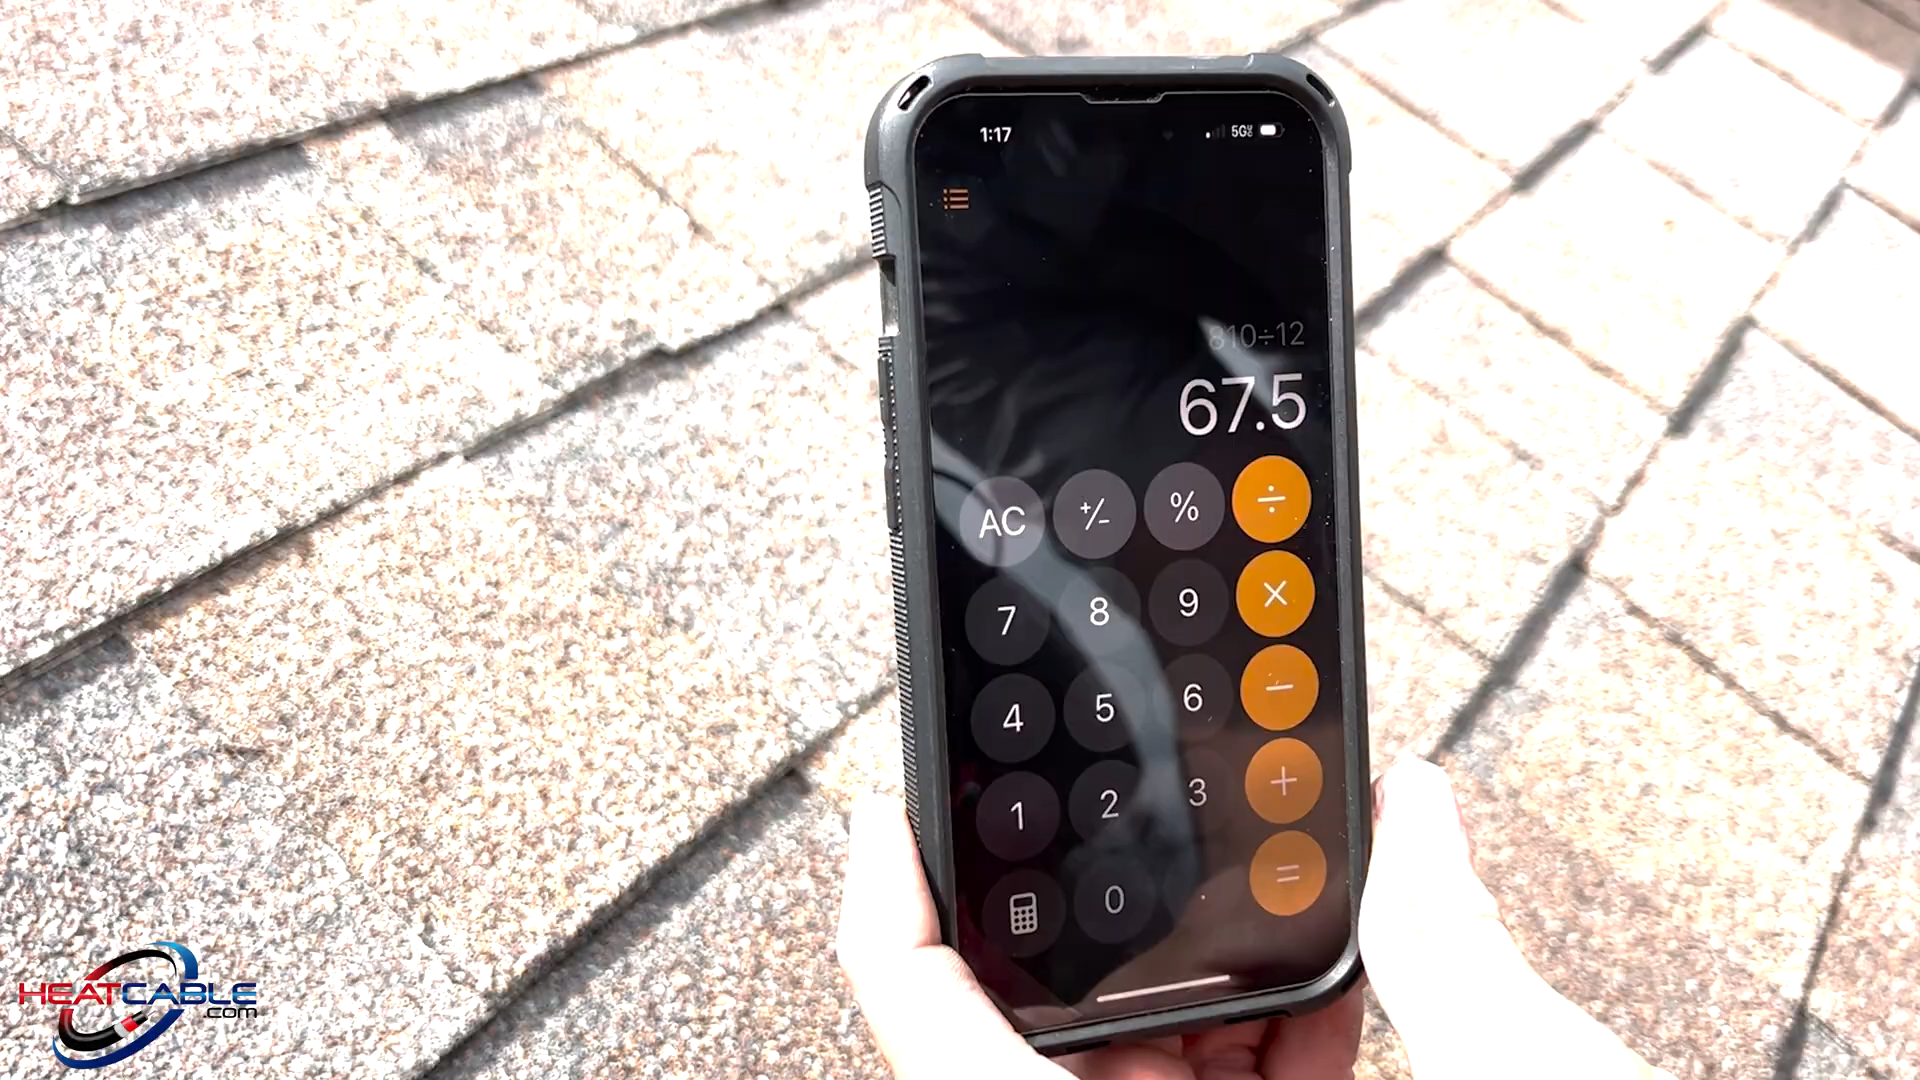 1:17 5G
810÷12
67.5
AC +/- % ÷
7 8 9 ×
4 5 6 −
1 2 3 +
0 . =
HEATCABLE
.com